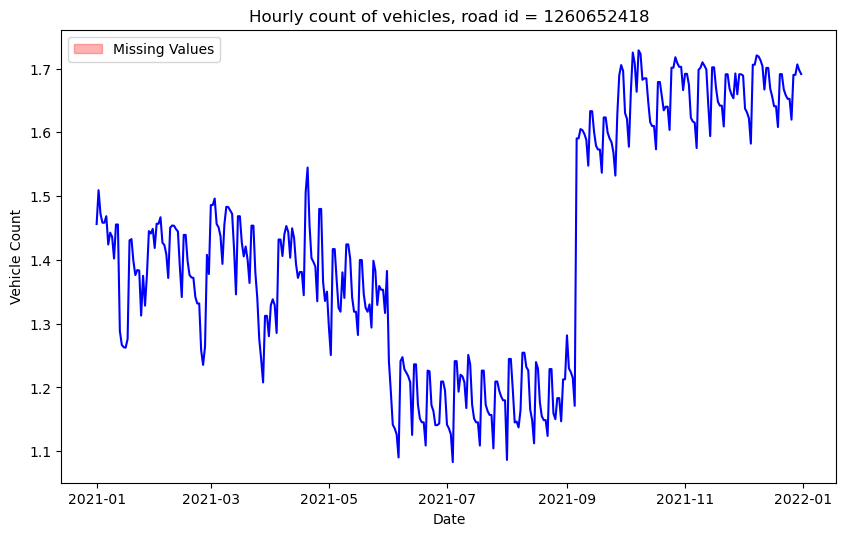 Hourly count of vehicles, road id = 1260652418
Missing Values
Vehicle Count
1.7
1.6
1.5
1.4
1.3
1.2
1.1
2021-01 2021-03 2021-05 2021-07 2021-09 2021-11 2022-01
Date